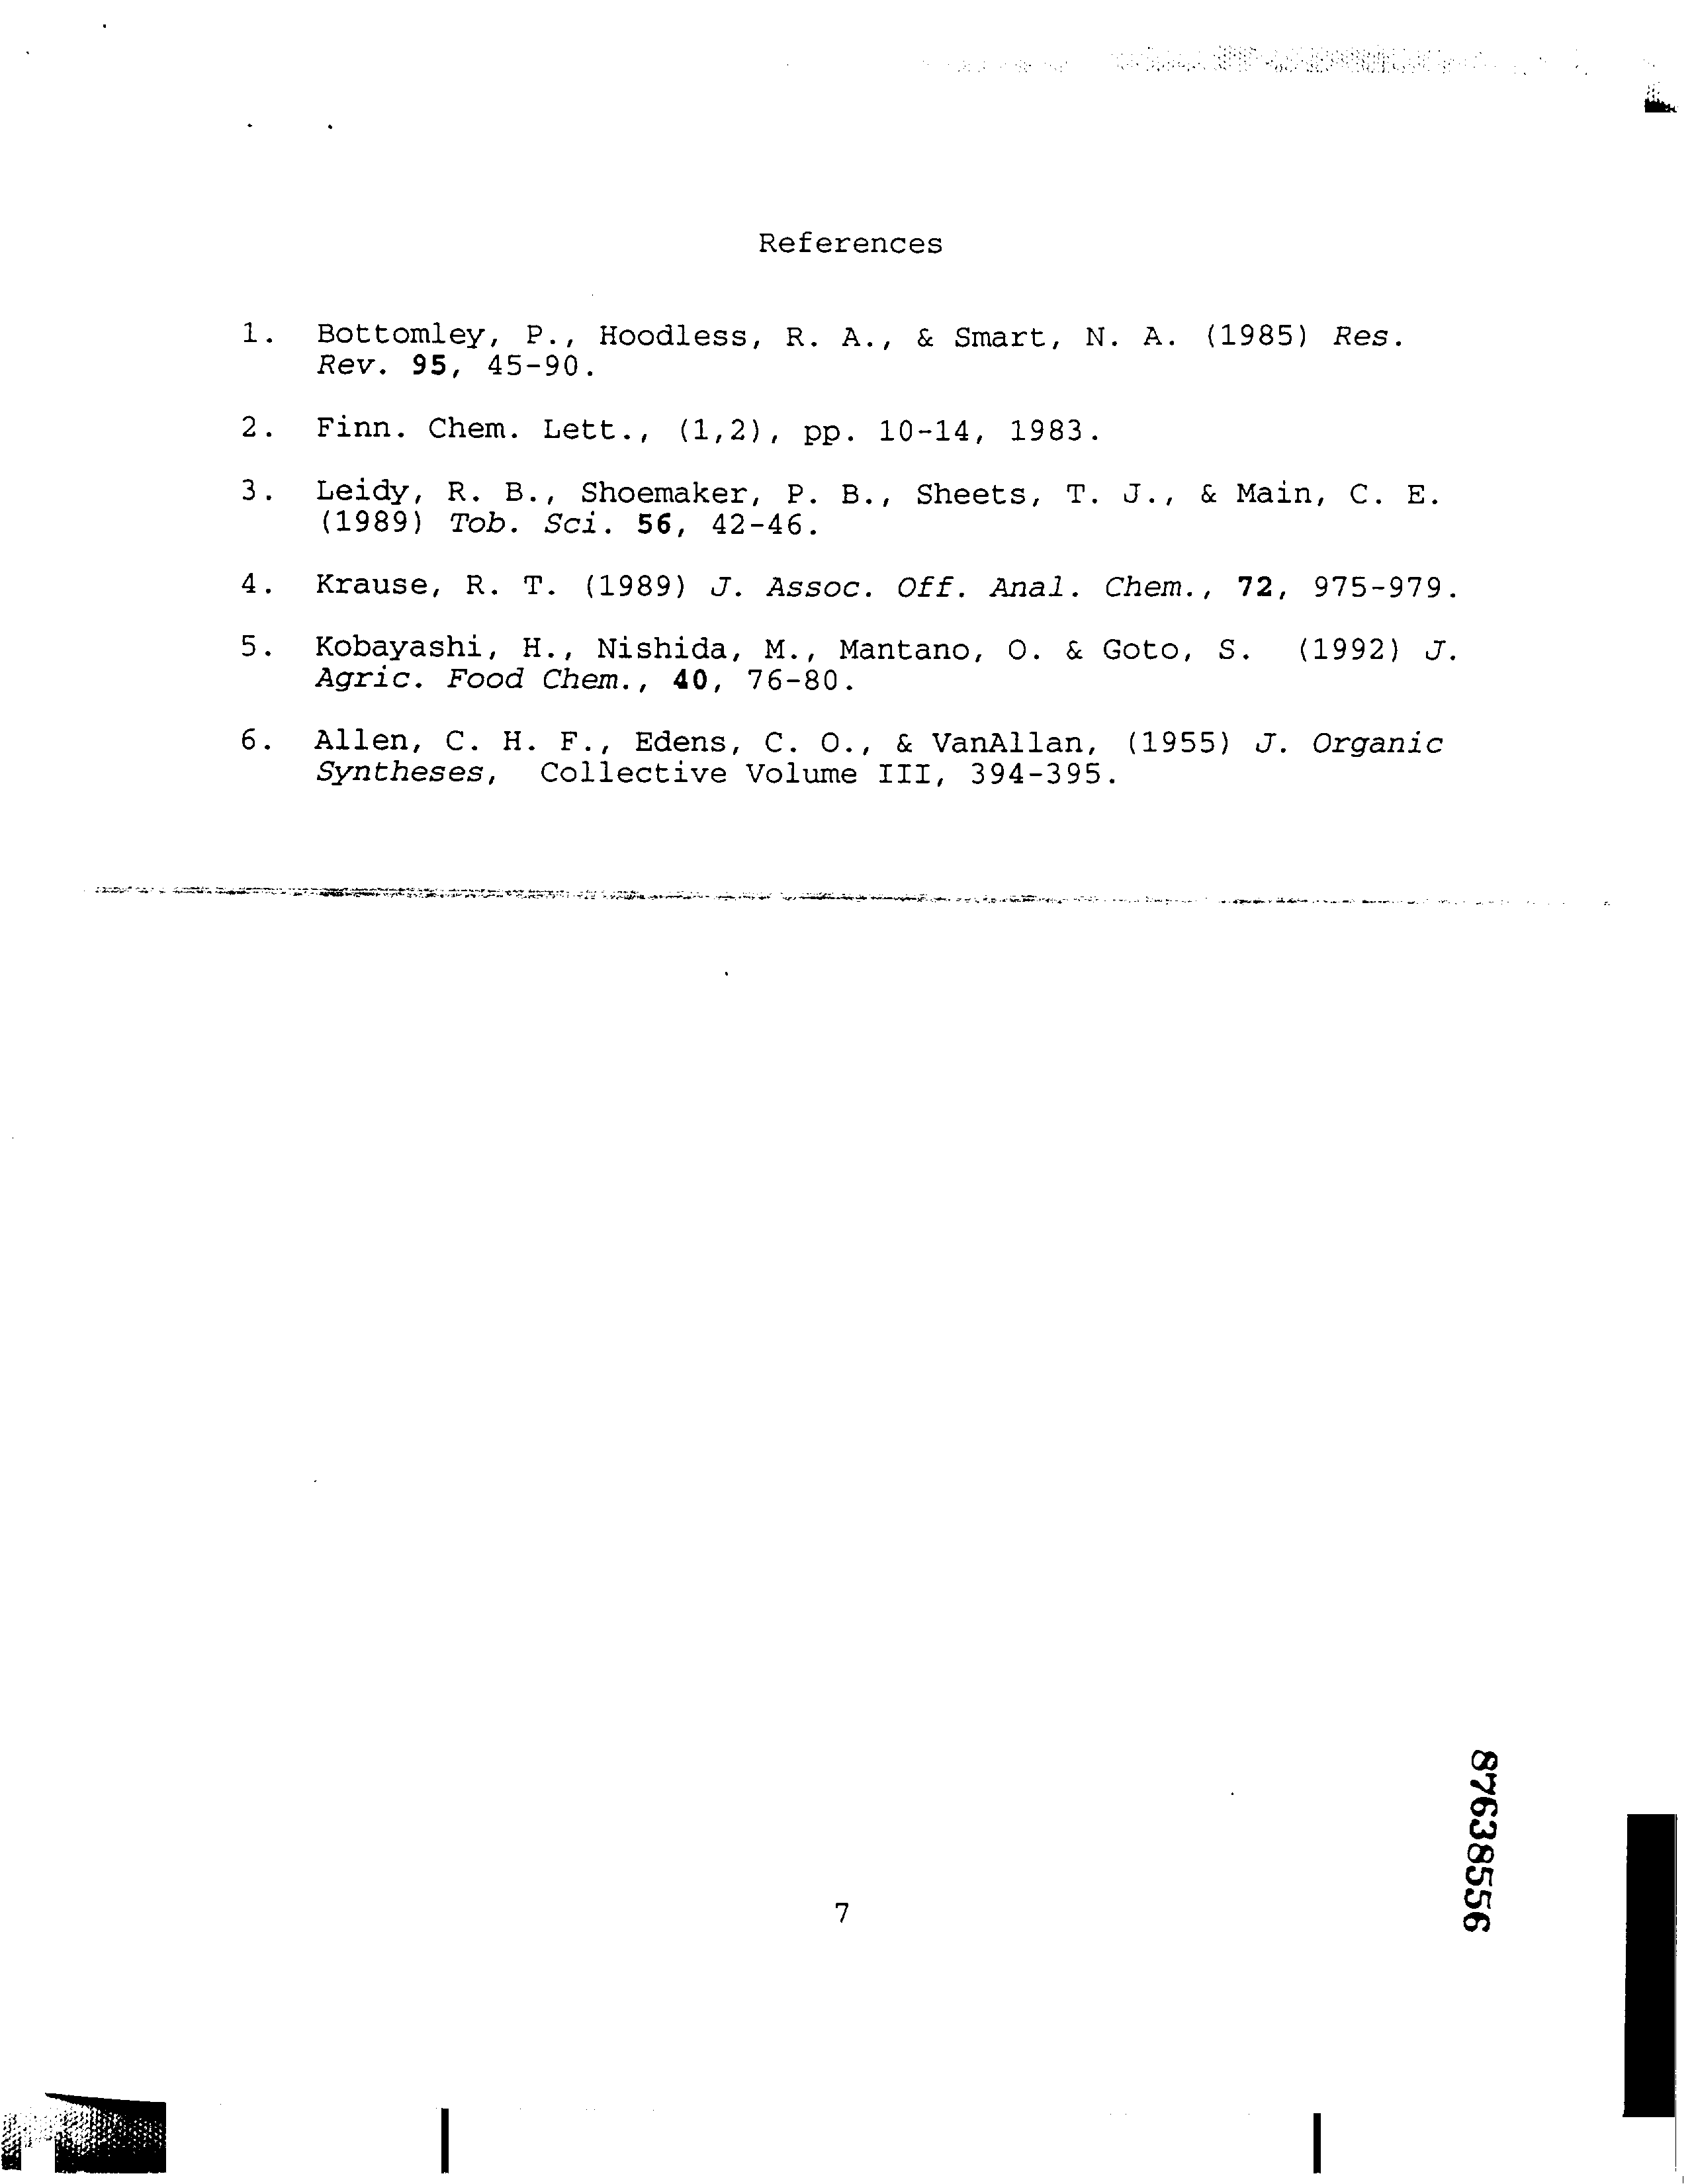 References
1. Bottomley, P., Hoodless, R. A., & Smart, N. A. (1985) Res.
Rev. 95, 45-90.
2. Finn. Chem. Lett., (1,2), pp. 10-14, 1983.
3. Leidy, R. B., Shoemaker, P. B., Sheets, T. J., & Main, C. E.
(1989) Tob. Sci. 56, 42-46.
4. Krause, R. T. (1989) J. Assoc. Off. Anal. Chem., 72, 975-979.
5. Kobayashi, H., Nishida, M., Mantano, O. & Goto, S. (1992) J.
Agric. Food Chem., 40, 76-80.
6. Allen, C. H. F., Edens, C. O., & VanAllan, (1955) J. Organic
Syntheses, Collective Volume III, 394-395.
7
87638556